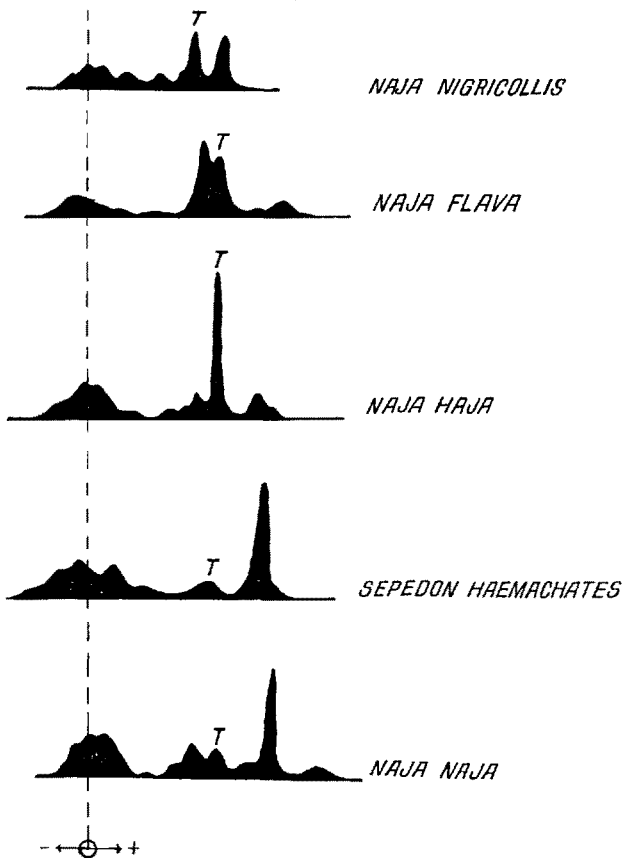 T
NAJA NIGRICOLLIS
T
NAJA FLAVA
T
NAJA HAJA
T
SEPEDON HAEMACHATES
T
NAJA NAJA
- +